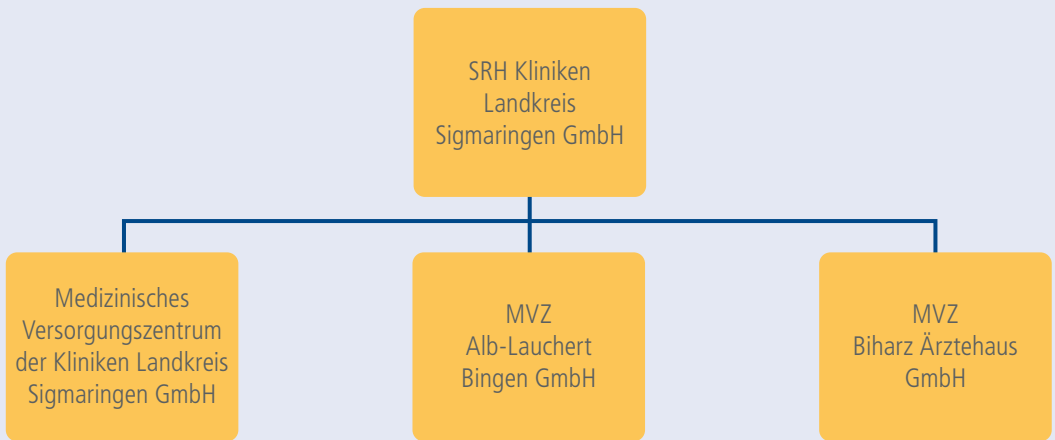 SRH Kliniken
Landkreis
Sigmaringen GmbH
Medizinisches
Versorgungszentrum
der Kliniken Landkreis
Sigmaringen GmbH
MVZ
Alb-Lauchert
Bingen GmbH
MVZ
Biharz Ärztehaus
GmbH